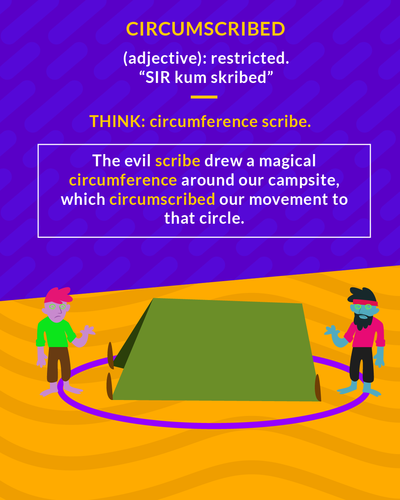 CIRCUMSCRIBED
(adjective): restricted.
“SIR kum skribed”
THINK: circumference scribe.
The evil scribe drew a magical
circumference around our campsite,
which circumscribed our movement to
that circle.